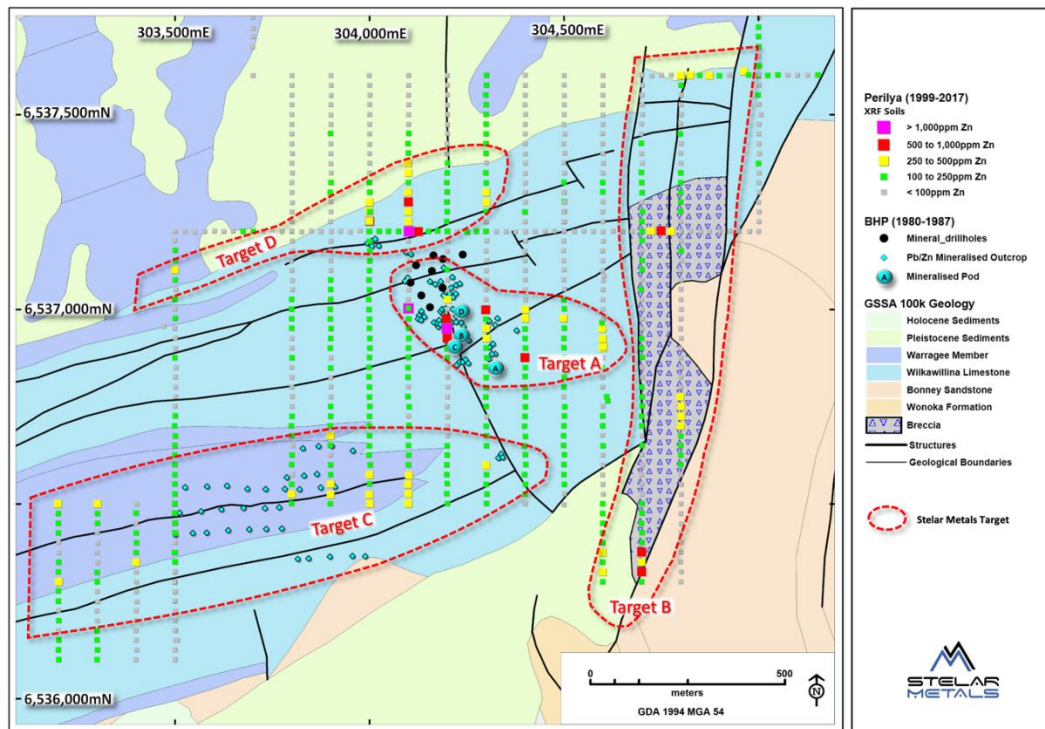 303,500mE
304,000mE
304,500mE
6,537,500mN
6,537,000mN
6,536,000mN
Target D
Target A
Target C
Target B
D
B
C
A
0
500
meters
GDA 1994 MGA 54
N
Perilya (1999-2017)
XRF Soils
> 1,000ppm Zn
500 to 1,000ppm Zn
250 to 500ppm Zn
100 to 250ppm Zn
< 100ppm Zn
BHP (1980-1987)
Mineral_drillholes
Pb/Zn Mineralised Outcrop
A
Mineralised Pod
GSSA 100k Geology
Holocene Sediments
Pleistocene Sediments
Warragee Member
Wilkawillina Limestone
Bonney Sandstone
Wonoka Formation
Breccia
Structures
Geological Boundaries
Stelar Metals Target
STELAR
METALS